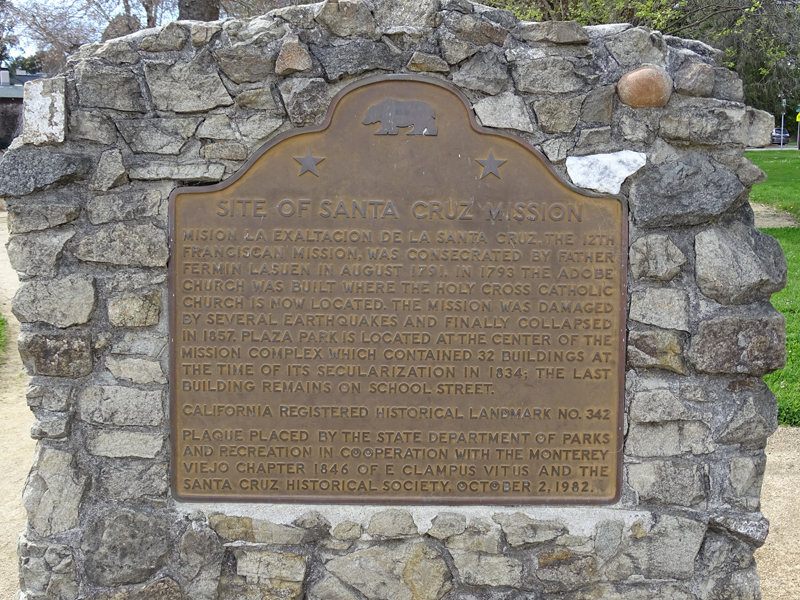 SITE OF SANTA CRUZ MISSION
MISION LA EXALTACION DE LA SANTA CRUZ, THE 12TH
FRANCISCAN MISSION, WAS CONSECRATED BY FATHER
FERMIN LASUEN IN AUGUST 1791. IN 1793 THE ADOBE
CHURCH WAS BUILT WHERE THE HOLY CROSS CATHOLIC
CHURCH IS NOW LOCATED. THE MISSION WAS DAMAGED
BY SEVERAL EARTHQUAKES AND FINALLY COLLAPSED
IN 1857. PLAZA PARK IS LOCATED AT THE CENTER OF THE
MISSION COMPLEX WHICH CONTAINED 32 BUILDINGS AT
THE TIME OF ITS SECULARIZATION IN 1834; THE LAST
BUILDING REMAINS ON SCHOOL STREET.
CALIFORNIA REGISTERED HISTORICAL LANDMARK NO. 342
PLAQUE PLACED BY THE STATE DEPARTMENT OF PARKS
AND RECREATION IN COOPERATION WITH THE MONTEREY
VIEJO CHAPTER 1846 OF E CLAMPUS VITUS AND THE
SANTA CRUZ HISTORICAL SOCIETY, OCTOBER 2, 1982.